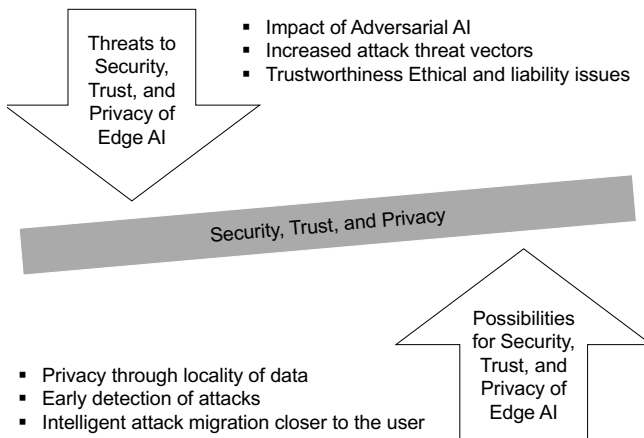 Threats to
Security,
Trust, and
Privacy of
Edge AI
▪ Impact of Adversarial AI
▪ Increased attack threat vectors
▪ Trustworthiness Ethical and liability issues
Security, Trust, and Privacy
Possibilities
for Security,
Trust, and
Privacy of
Edge AI
▪ Privacy through locality of data
▪ Early detection of attacks
▪ Intelligent attack migration closer to the user